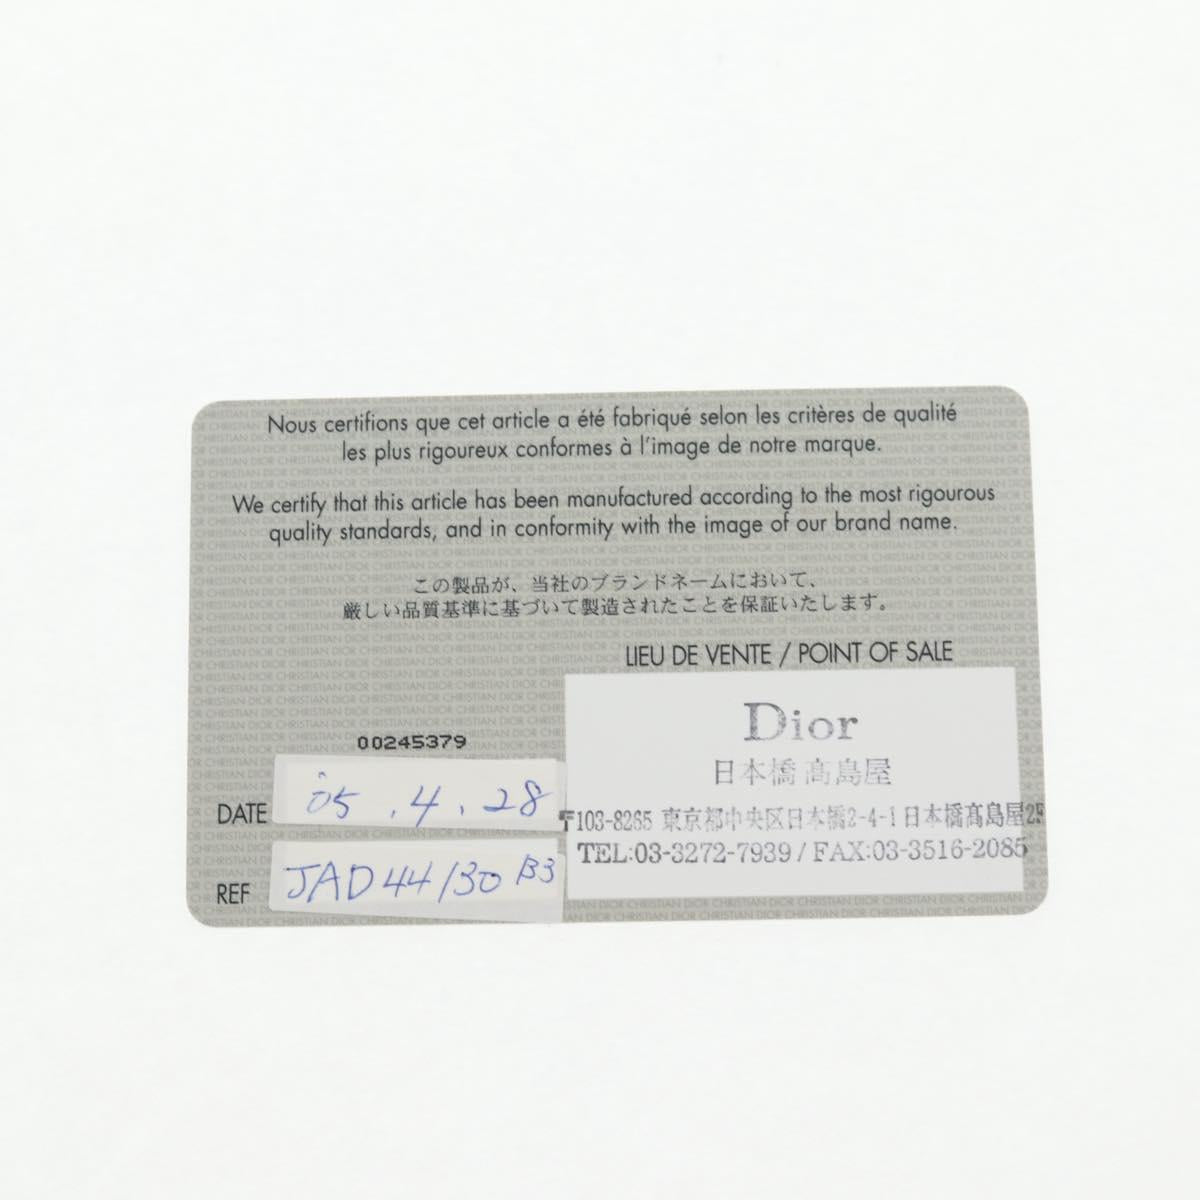 Nous certifions que cet article a été fabriqué selon les critères de qualité
les plus rigoureux conformes à l'image de notre marque.
We certify that this article has been manufactured according to the most rigourous
quality standards, and in conformity with the image of our brand name.
この製品が、当社のブランドネームにおいて、
厳しい品質基準に基づいて製造されたことを保証いたします。
LIEU DE VENTE / POINT OF SALE
Dior
日本橋髙島屋
〒103-8265 東京都中央区日本橋2-4-1 日本橋髙島屋2F
TEL:03-3272-7939/FAX:03-3516-2085
00245379
DATE '05.4.28
REF JAD44130 B3